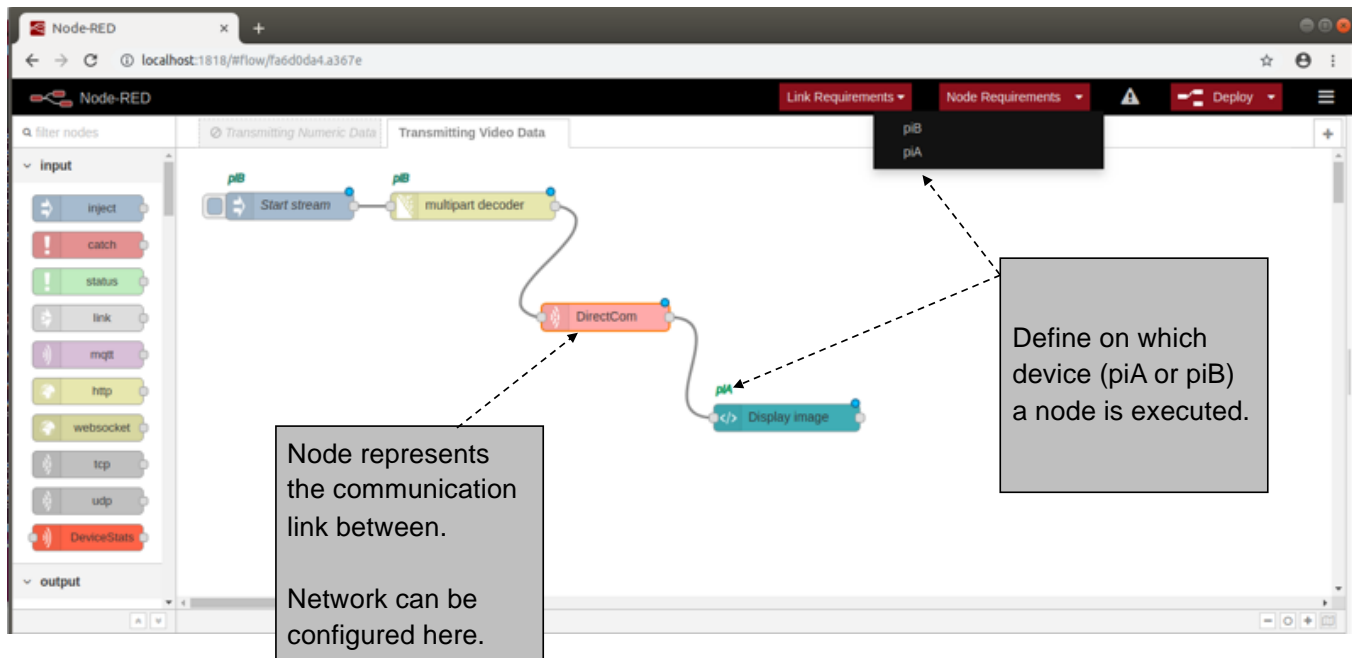 Node-RED
localhost:1818/#flow/fa6d0da4.a367e
Node-RED
Link Requirements
Node Requirements
Deploy
filter nodes
Transmitting Numeric Data
Transmitting Video Data
piB
piA
input
inject
catch
status
link
mqtt
http
websocket
tcp
udp
DeviceStats
output
piB
Start stream
piB
multipart decoder
DirectCom
piA
Display image
Define on which
device (piA or piB)
a node is executed.
Node represents
the communication
link between.
Network can be
configured here.